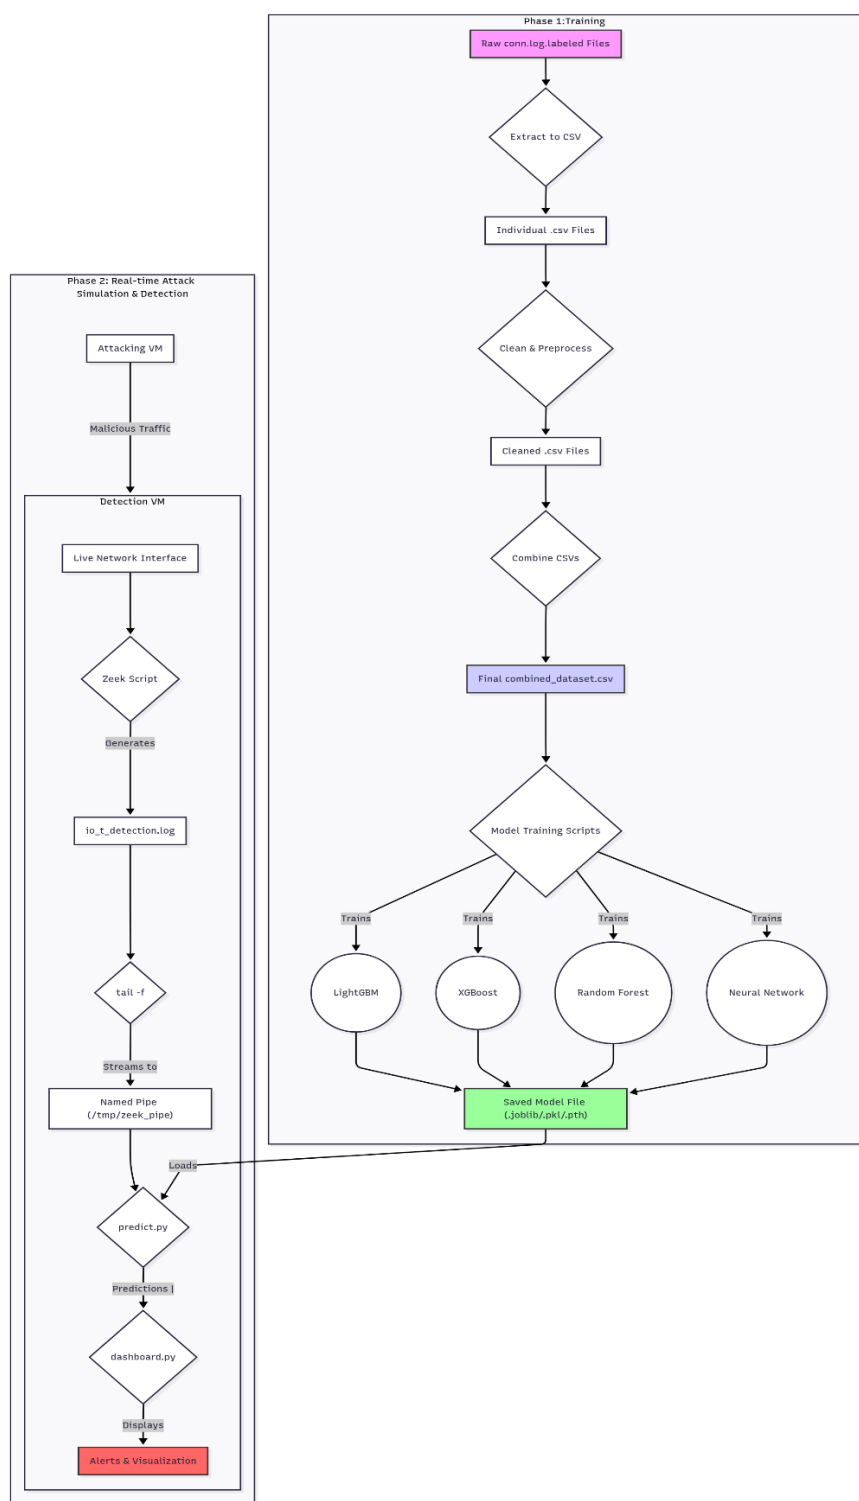 Phase 1:Training
Raw conn.log.labeled Files
Extract to CSV
Individual .csv Files
Clean & Preprocess
Cleaned .csv Files
Combine CSVs
Final combined_dataset.csv
Model Training Scripts
Trains
Trains
Trains
Trains
LightGBM
XGBoost
Random Forest
Neural Network
Saved Model File
(.joblib/.pkl/.pth)
Loads
Phase 2: Real-time Attack
Simulation & Detection
Attacking VM
Malicious Traffic
Detection VM
Live Network Interface
Zeek Script
Generates
io_t_detection.log
tail -f
Streams to
Named Pipe
(/tmp/zeek_pipe)
predict.py
Predictions |
dashboard.py
Displays
Alerts & Visualization